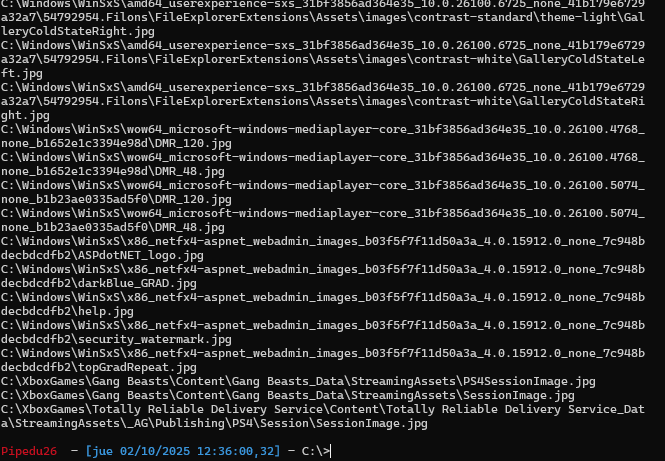 C:\Windows\WinSxS\amd64_userexperience-sxs_31bf3856ad364e35_10.0.26100.6725_none_41b179e6729
a32a7\54792954.Filons\FileExplorerExtensions\Assets\images\contrast-standard\theme-light\Gal
leryColdStateRight.jpg
C:\Windows\WinSxS\amd64_userexperience-sxs_31bf3856ad364e35_10.0.26100.6725_none_41b179e6729
a32a7\54792954.Filons\FileExplorerExtensions\Assets\images\contrast-white\GalleryColdStateLe
ft.jpg
C:\Windows\WinSxS\amd64_userexperience-sxs_31bf3856ad364e35_10.0.26100.6725_none_41b179e6729
a32a7\54792954.Filons\FileExplorerExtensions\Assets\images\contrast-white\GalleryColdStateRi
ght.jpg
C:\Windows\WinSxS\wow64_microsoft-windows-mediaplayer-core_31bf3856ad364e35_10.0.26100.4768_
none_b1652e1c3394e98d\DMR_120.jpg
C:\Windows\WinSxS\wow64_microsoft-windows-mediaplayer-core_31bf3856ad364e35_10.0.26100.4768_
none_b1652e1c3394e98d\DMR_48.jpg
C:\Windows\WinSxS\wow64_microsoft-windows-mediaplayer-core_31bf3856ad364e35_10.0.26100.5074_
none_b1b23ae0335ad5f0\DMR_120.jpg
C:\Windows\WinSxS\wow64_microsoft-windows-mediaplayer-core_31bf3856ad364e35_10.0.26100.5074_
none_b1b23ae0335ad5f0\DMR_48.jpg
C:\Windows\WinSxS\x86_netfx4-aspnet_webadmin_images_b03f5f7f11d50a3a_4.0.15912.0_none_7c948b
decbdcdfb2\ASPdotNET_logo.jpg
C:\Windows\WinSxS\x86_netfx4-aspnet_webadmin_images_b03f5f7f11d50a3a_4.0.15912.0_none_7c948b
decbdcdfb2\darkBlue_GRAD.jpg
C:\Windows\WinSxS\x86_netfx4-aspnet_webadmin_images_b03f5f7f11d50a3a_4.0.15912.0_none_7c948b
decbdcdfb2\help.jpg
C:\Windows\WinSxS\x86_netfx4-aspnet_webadmin_images_b03f5f7f11d50a3a_4.0.15912.0_none_7c948b
decbdcdfb2\security_watermark.jpg
C:\Windows\WinSxS\x86_netfx4-aspnet_webadmin_images_b03f5f7f11d50a3a_4.0.15912.0_none_7c948b
decbdcdfb2\topGradRepeat.jpg
C:\XboxGames\Gang Beasts\Content\Gang Beasts_Data\StreamingAssets\PS4SessionImage.jpg
C:\XboxGames\Gang Beasts\Content\Gang Beasts_Data\StreamingAssets\SessionImage.jpg
C:\XboxGames\Totally Reliable Delivery Service\Content\Totally Reliable Delivery Service_Dat
a\StreamingAssets\_AG\Publishing\PS4\Session\SessionImage.jpg
Pipedu26 - [jue 02/10/2025 12:36:00,32] - C:\>